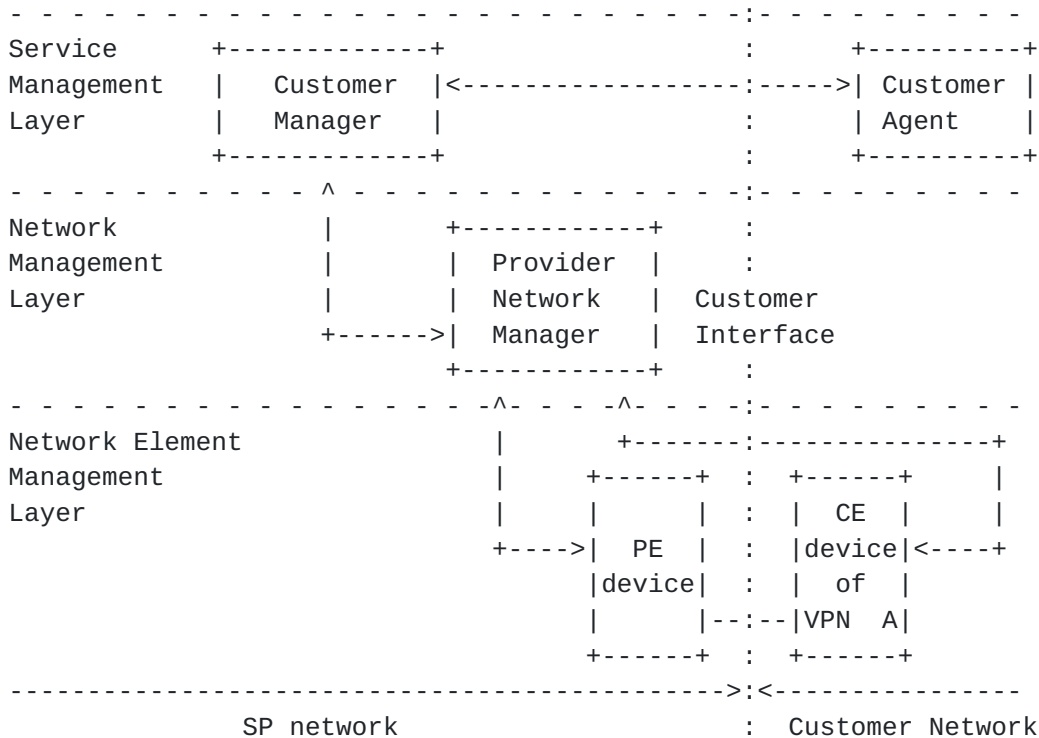 - - - - - - - - - - - - - - - - - - - - - - - -:- - - - - - - - -
Service      +-------------+                   :      +----------+
Management   |   Customer  |<------------------:----->| Customer |
Layer        |   Manager   |                   :      | Agent    |
             +-------------+                   :      +----------+
- - - - - - - - - - ^ - - - - - - - - - - - - -:- - - - - - - - -
Network             |       +------------+     :
Management          |       |  Provider  |     :
Layer               |       |  Network   |  Customer
                    +------>|  Manager   |  Interface
                            +------------+     :
- - - - - - - - - - - - - - - -^- - - -^- - - -:- - - - - - - - -
Network Element                |       +-------:---------------+
Management                     |     +------+  :  +------+     |
Layer                          |     |      |  :  |  CE  |     |
                               +---->|  PE  |  :  |device|<----+
                                     |device|  :  |  of  |
                                     |      |--:--|VPN  A|
                                     +------+  :  +------+
---------------------------------------------->:<----------------
               SP network                      :  Customer Network